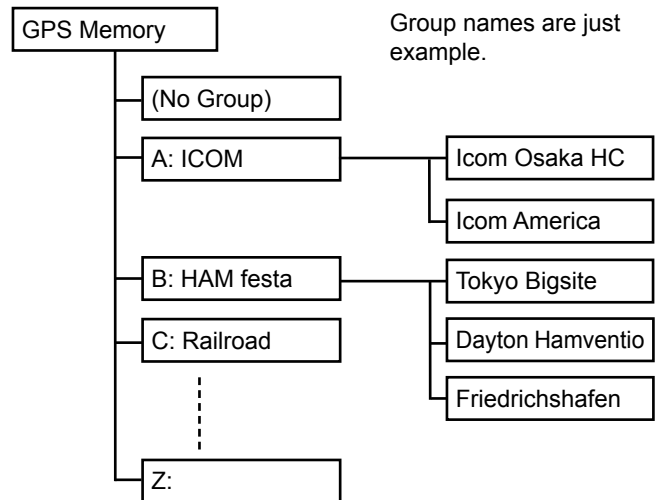 GPS Memory
Group names are just
example.
(No Group)
A: ICOM
Icom Osaka HC
Icom America
B: HAM festa
Tokyo Bigsite
Dayton Hamventio
Friedrichshafen
C: Railroad
Z: